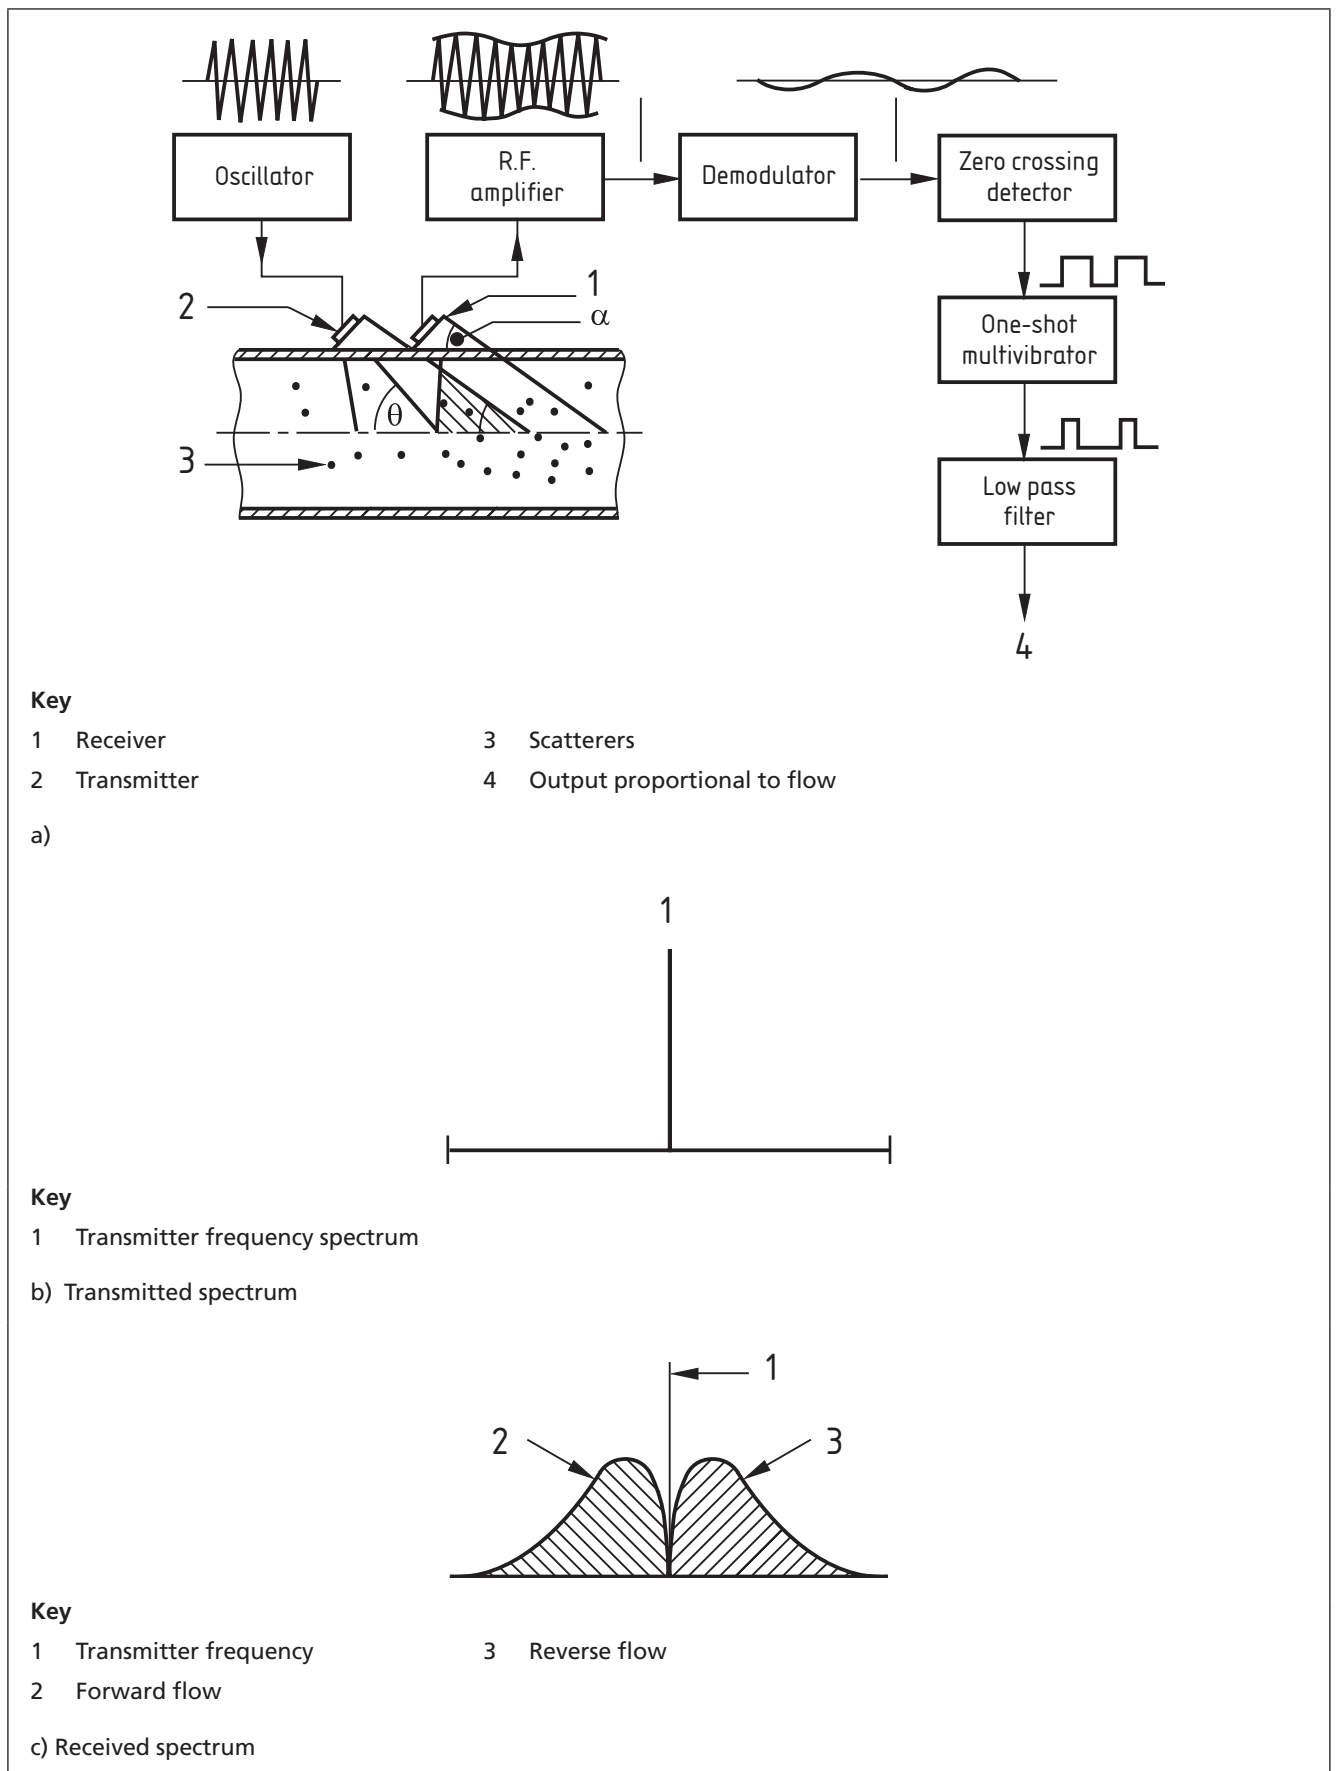 Oscillator
R.F.
amplifier
Demodulator
Zero crossing
detector
2
1
α
One-shot
multivibrator
θ
3
Low pass
filter
4
Key
1 Receiver
3 Scatterers
2 Transmitter
4 Output proportional to flow
a)
1
Key
1 Transmitter frequency spectrum
b) Transmitted spectrum
1
2
3
Key
1 Transmitter frequency
3 Reverse flow
2 Forward flow
c) Received spectrum